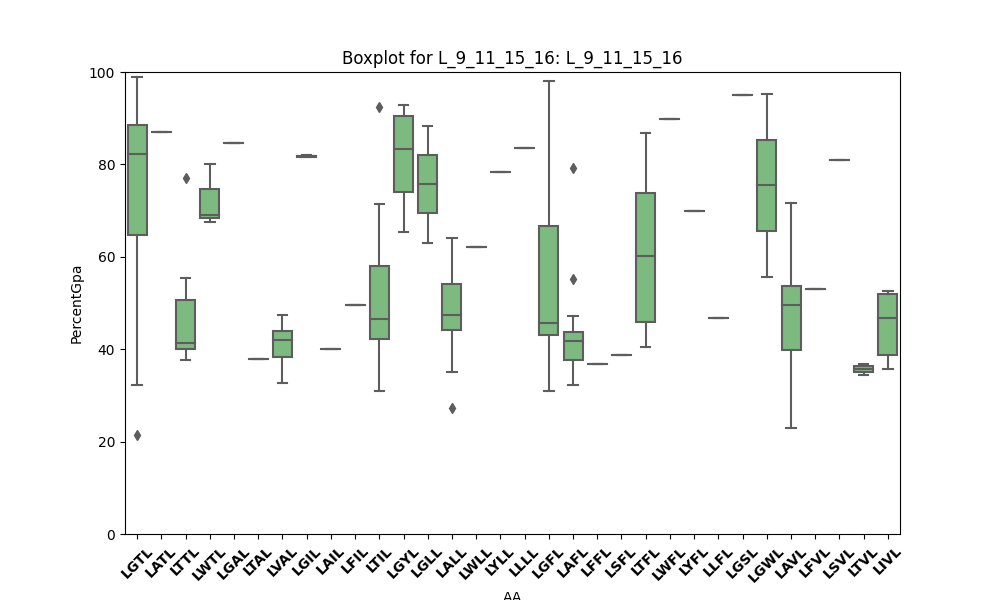 Boxplot for L_9_11_15_16: L_9_11_15_16
PercentGpa
100
80
60
40
20
0
LGTL LATL LTTL LWTL LGAL LTAL LVAL LGIL LAIL LFIL LTIL LGYL LGLL LALL LWLL LYLL LLLL LGFL LAFL LFFL LSFL LTFL LWFL LYFL LLFL LGSL LGWL LAVL LFVL LSVL LTVL LIVL
AA